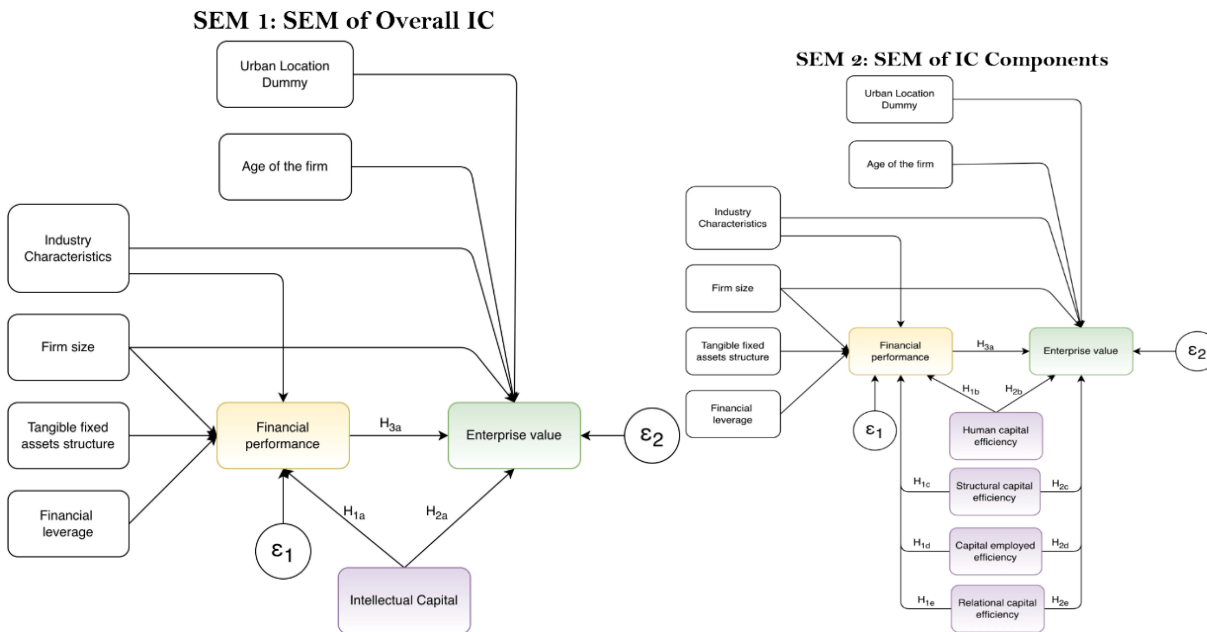 SEM 1: SEM of Overall IC
Urban Location
Dummy
Age of the firm
Industry
Characteristics
Firm size
Tangible fixed
assets structure
Financial
leverage
Financial
performance
H3a
Enterprise value
ε2
H1a
H2a
ε1
Intellectual Capital
SEM 2: SEM of IC Components
Urban Location
Dummy
Age of the firm
Industry
Characteristics
Firm size
Tangible fixed
assets structure
Financial
leverage
Financial
performance
H3a
Enterprise value
ε2
H1b
H2b
ε1
Human capital
efficiency
H1c
Structural capital
efficiency
H2c
H1d
Capital employed
efficiency
H2d
H1e
Relational capital
efficiency
H2e